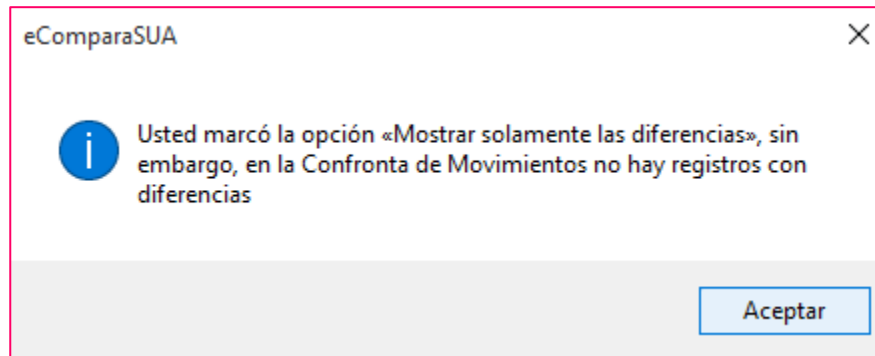 eComparaSUA
Usted marcó la opción «Mostrar solamente las diferencias», sin
embargo, en la Confronta de Movimientos no hay registros con
diferencias
Aceptar